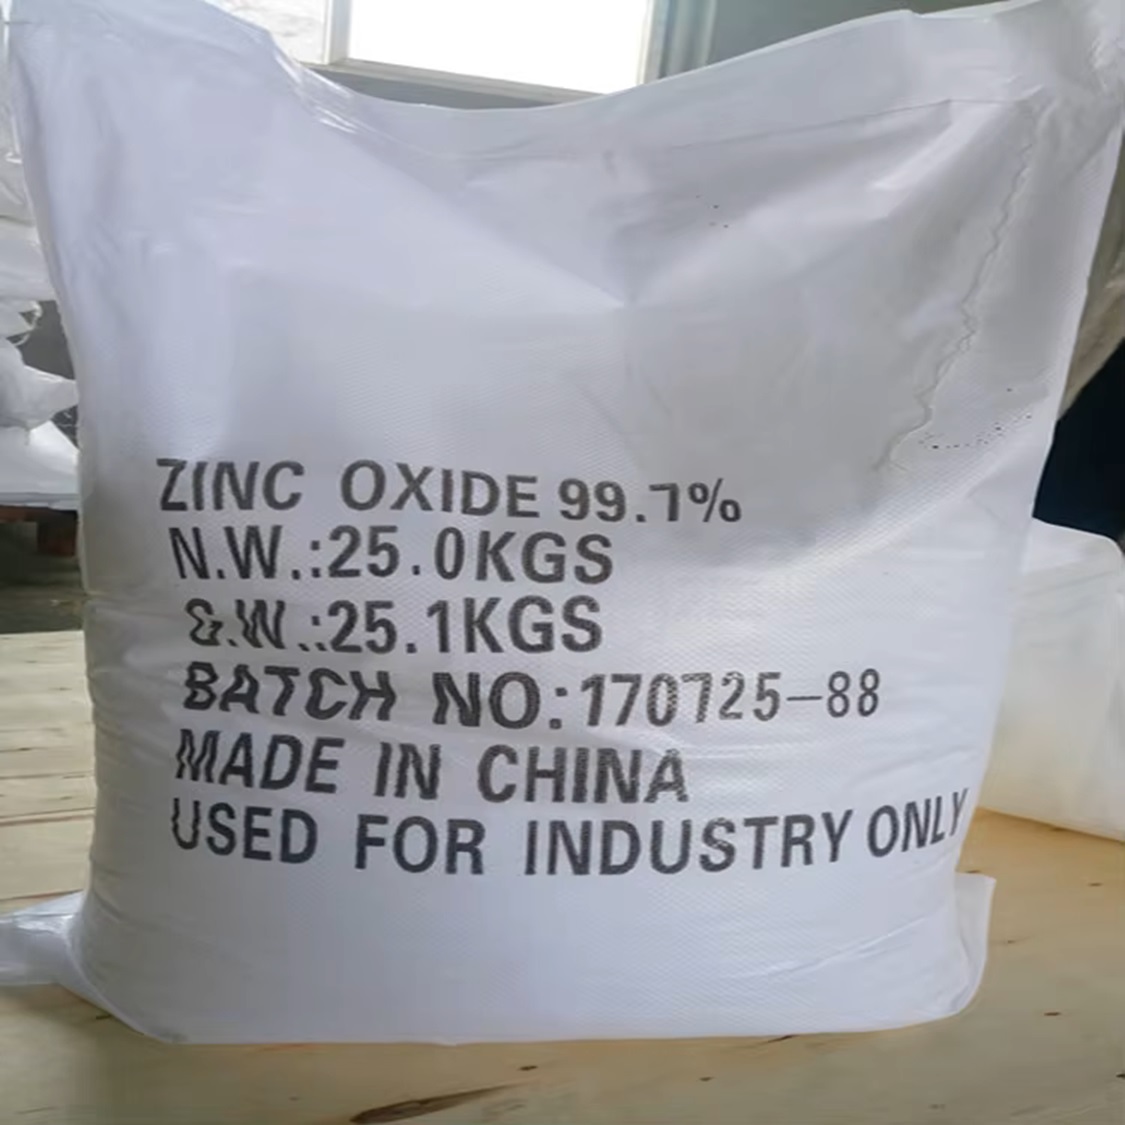 ZINC OXIDE 99.7%
N.W.:25.0KGS
G.W.:25.1KGS
BATCH NO:170725-88
MADE IN CHINA
USED FOR INDUSTRY ONLY